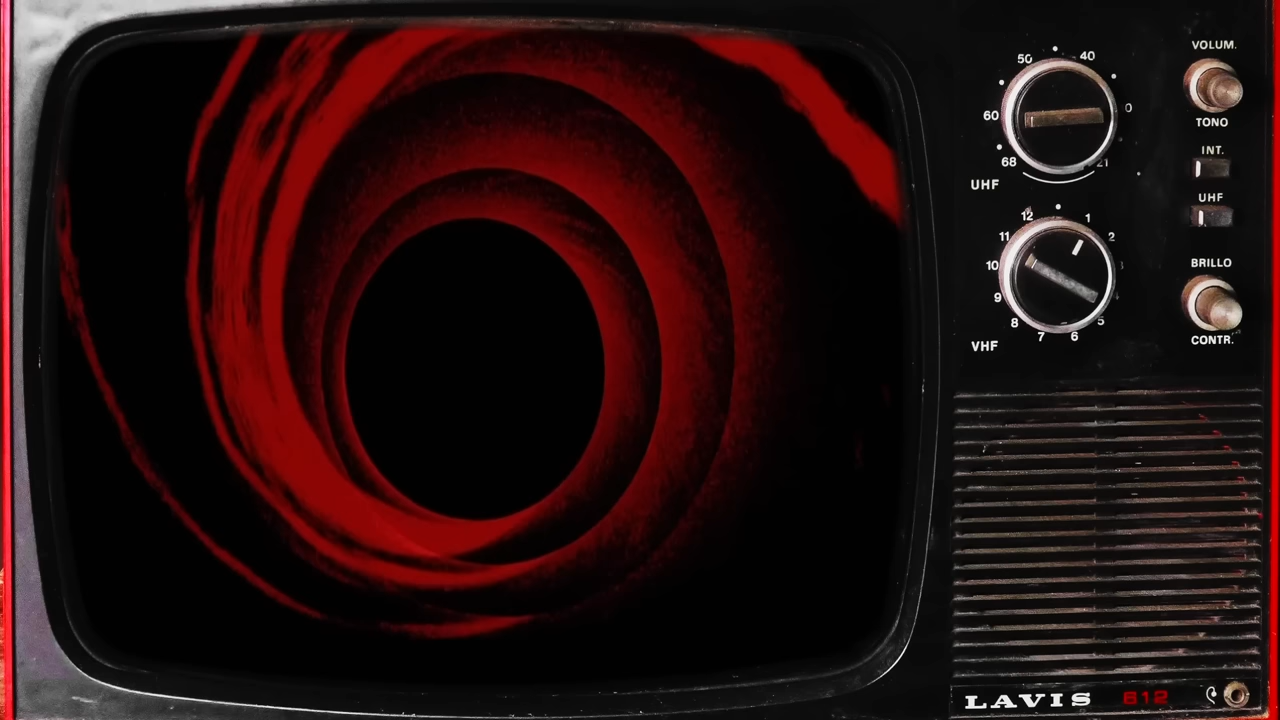 VOLUM.
50 40
60 0
TONO
68 21
INT.
UHF
UHF
12 1
11 2
10
BRILLO
9
8 5
7 6
CONTR.
VHF
LAVIS 612